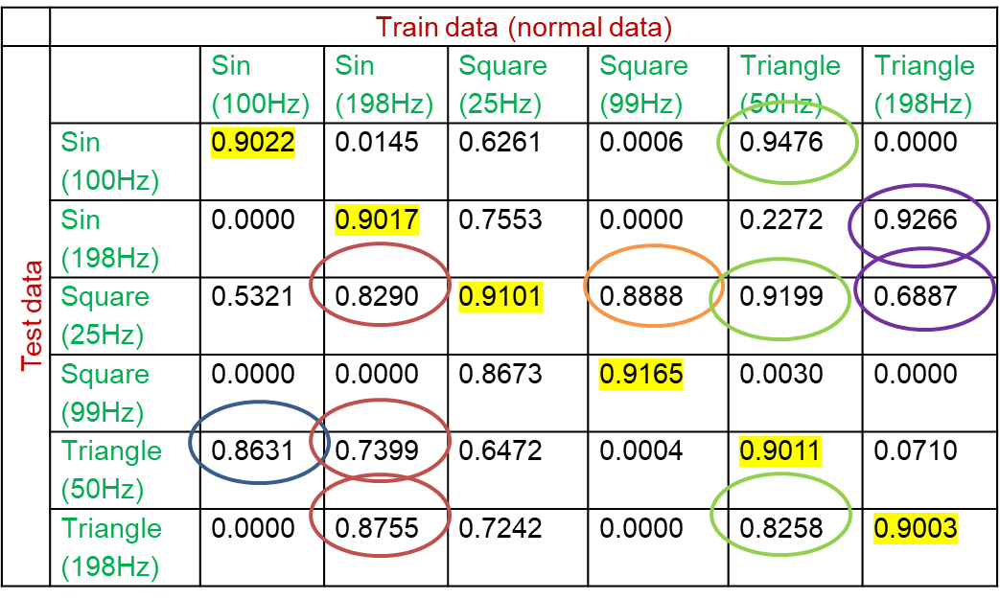 Train data (normal data)
Sin Sin Square Square Triangle Triangle
(100Hz) (198Hz) (25Hz) (99Hz) (50Hz) (198Hz)
Test data
Sin 0.9022 0.0145 0.6261 0.0006 0.9476 0.0000
(100Hz)
Sin 0.0000 0.9017 0.7553 0.0000 0.2272 0.9266
(198Hz)
Square 0.5321 0.8290 0.9101 0.8888 0.9199 0.6887
(25Hz)
Square 0.0000 0.0000 0.8673 0.9165 0.0030 0.0000
(99Hz)
Triangle 0.8631 0.7399 0.6472 0.0004 0.9011 0.0710
(50Hz)
Triangle 0.0000 0.8755 0.7242 0.0000 0.8258 0.9003
(198Hz)